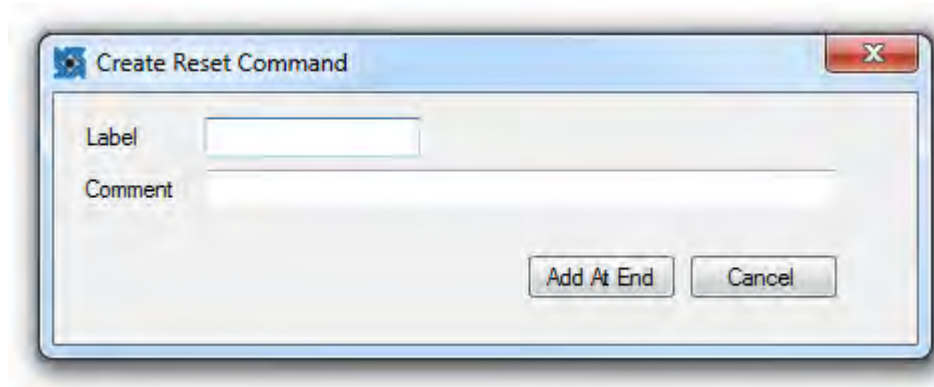 Create Reset Command
Label
Comment
Add At End Cancel